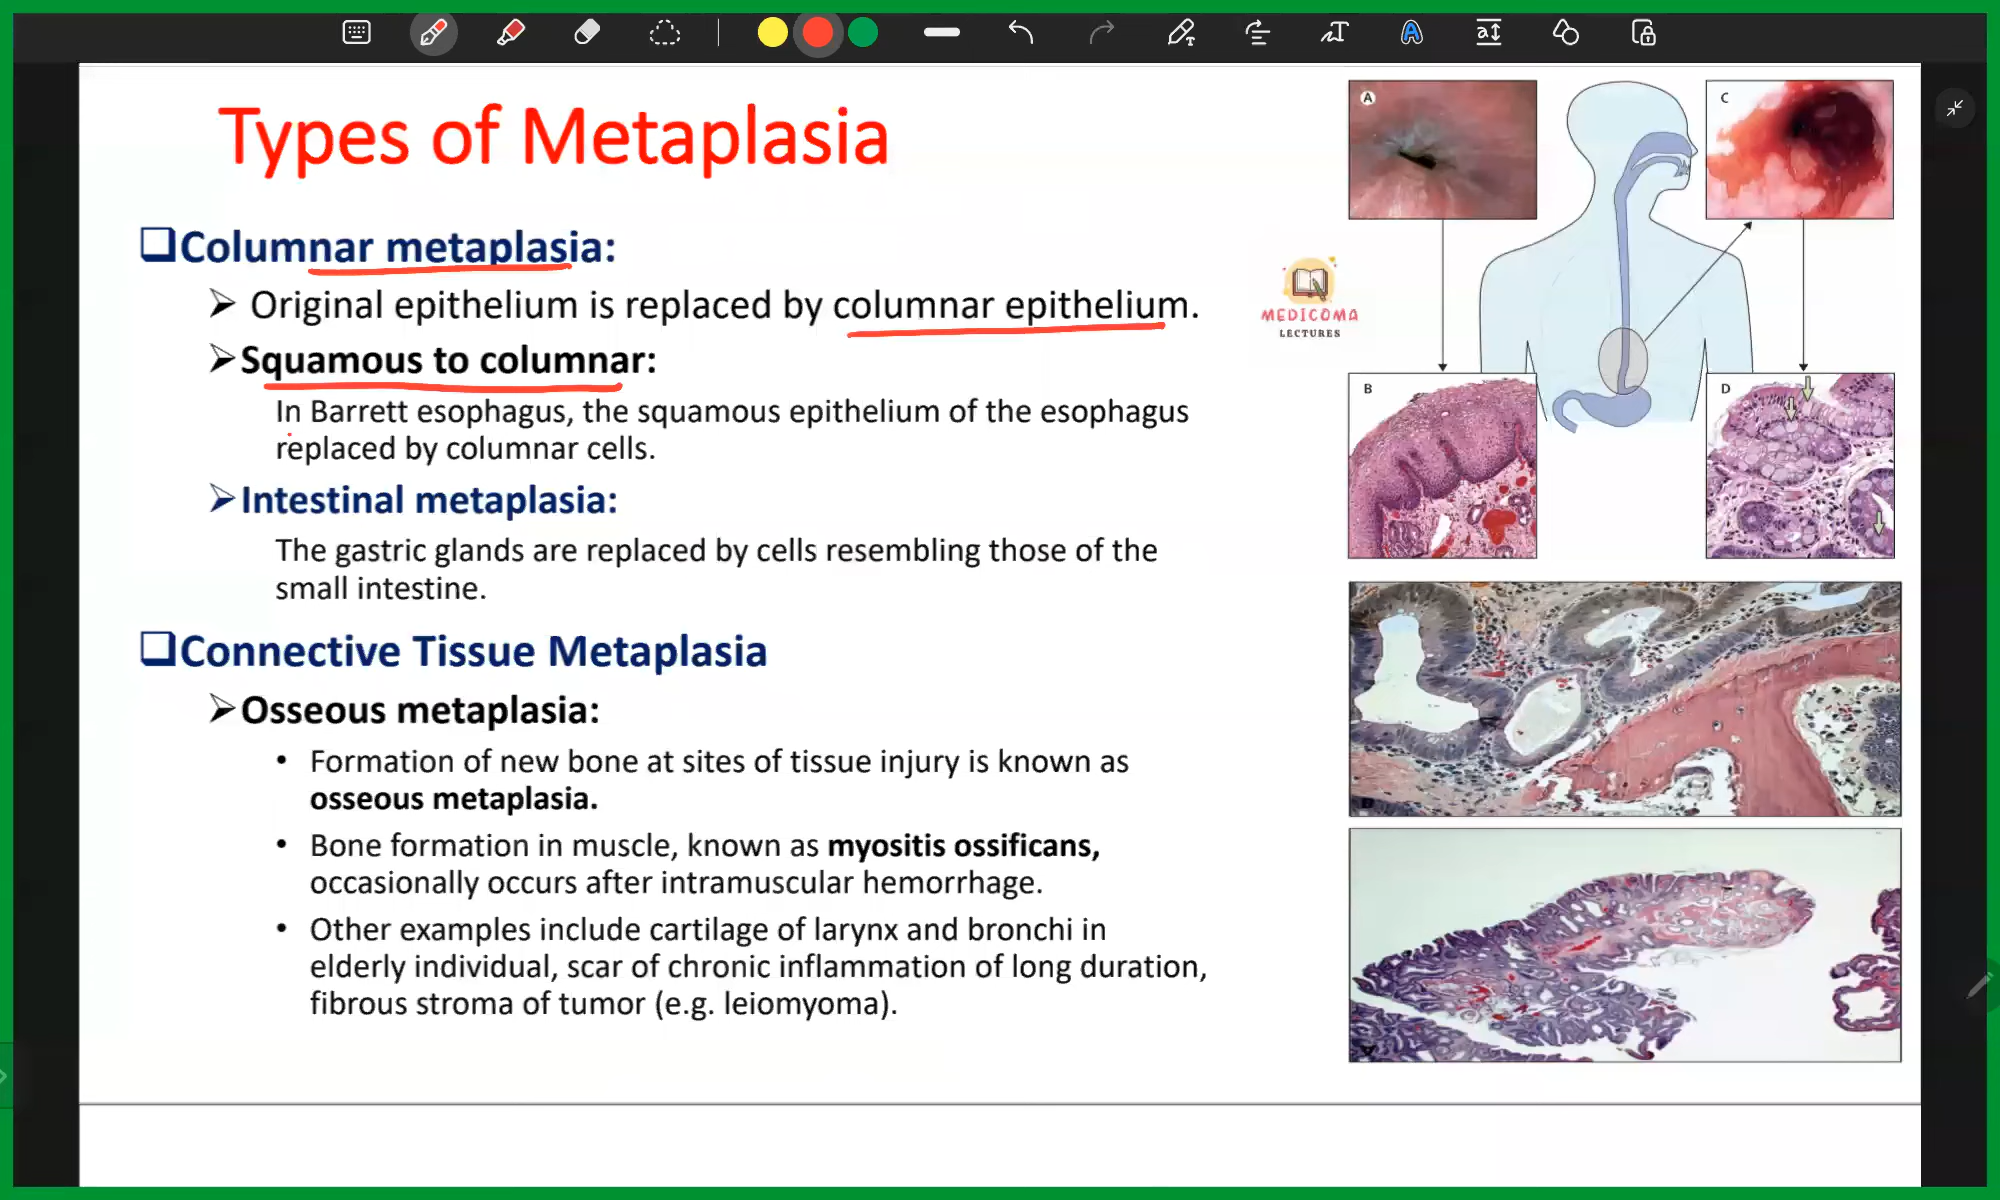 Types of Metaplasia
Columnar metaplasia:
Original epithelium is replaced by columnar epithelium.
Squamous to columnar:
In Barrett esophagus, the squamous epithelium of the esophagus
replaced by columnar cells.
Intestinal metaplasia:
The gastric glands are replaced by cells resembling those of the
small intestine.
Connective Tissue Metaplasia
Osseous metaplasia:
• Formation of new bone at sites of tissue injury is known as
osseous metaplasia.
• Bone formation in muscle, known as myositis ossificans,
occasionally occurs after intramuscular hemorrhage.
• Other examples include cartilage of larynx and bronchi in
elderly individual, scar of chronic inflammation of long duration,
fibrous stroma of tumor (e.g. leiomyoma).
MEDICOMA
LECTURES
A
C
B
D